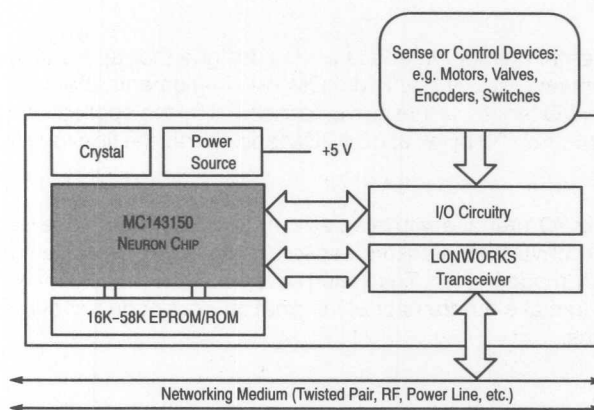 Sense or Control Devices:
e.g. Motors, Valves,
Encoders, Switches
Crystal
Power
Source
+5 V
MC143150
NEURON CHIP
I/O Circuitry
LONWORKS
Transceiver
16K–58K EPROM/ROM
Networking Medium (Twisted Pair, RF, Power Line, etc.)